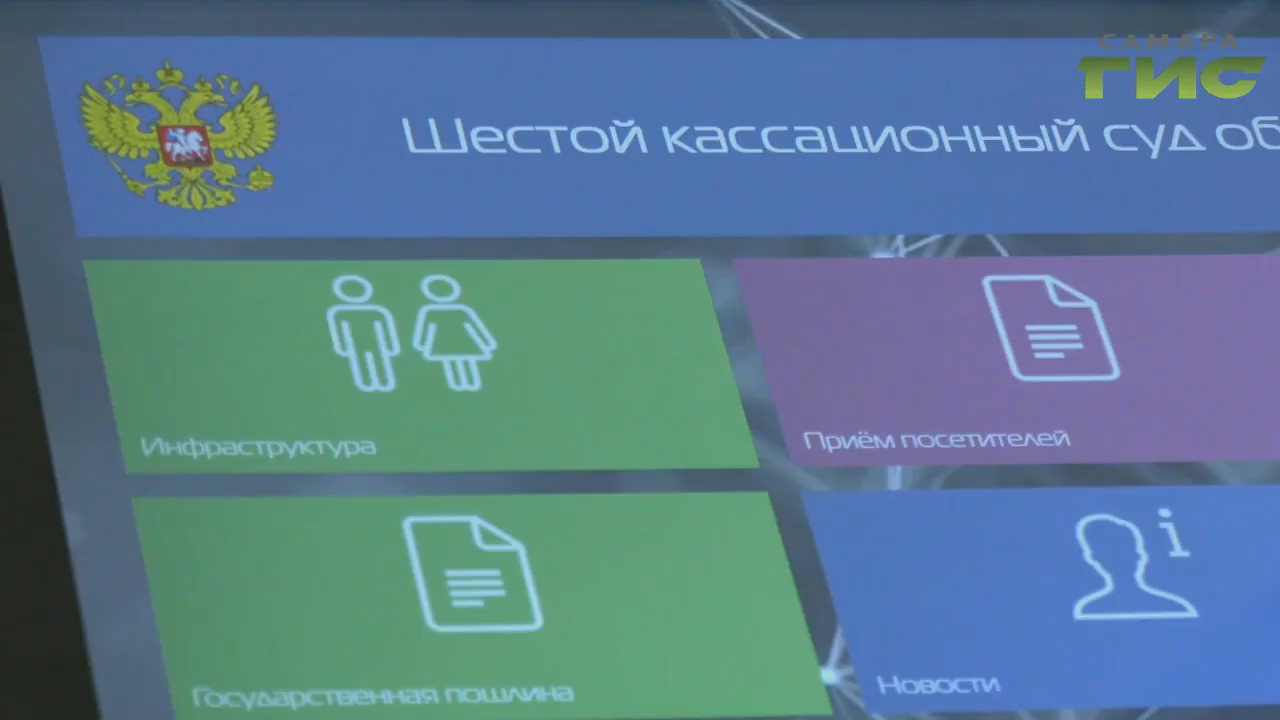 САМАРА
ГИС
Шестой кассационный суд об
Инфраструктура
Приём посетителей
Государственная пошлина
Новости